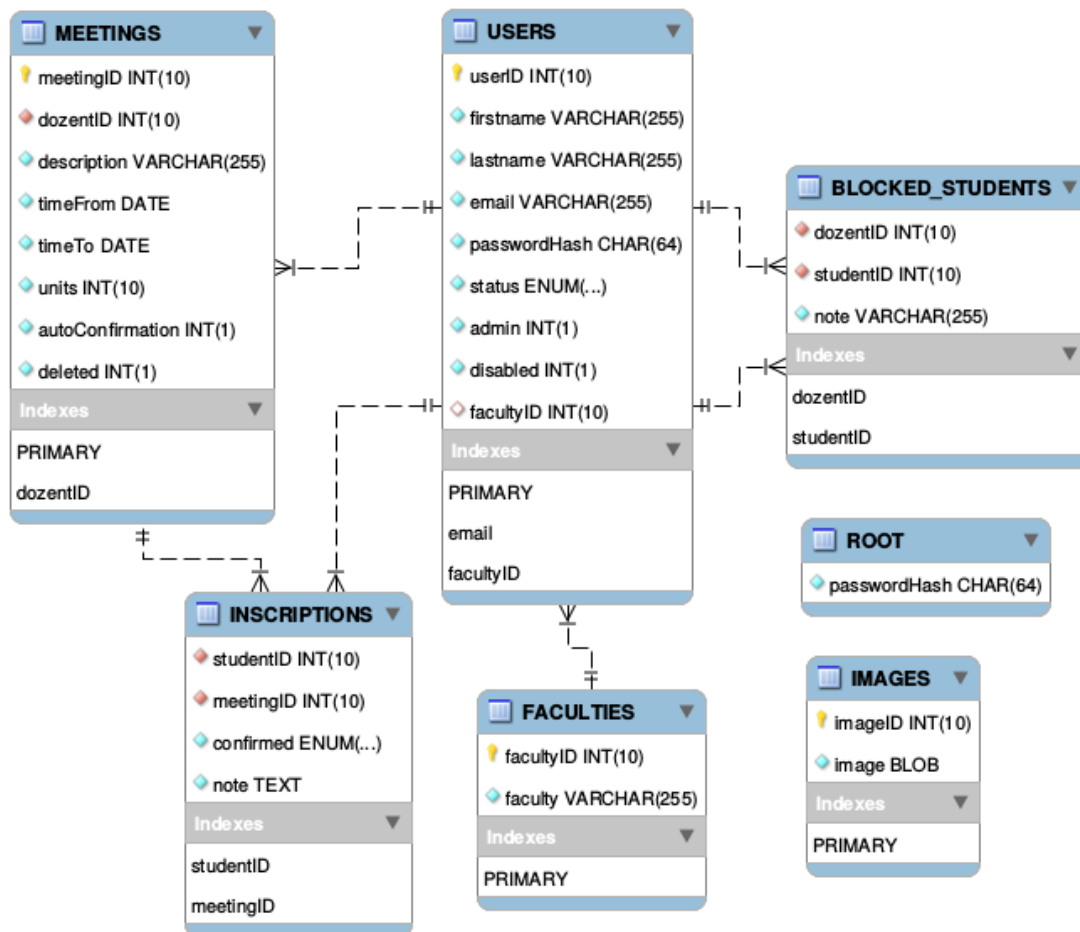 MEETINGS
meetingID INT(10)
dozentID INT(10)
description VARCHAR(255)
timeFrom DATE
timeTo DATE
units INT(10)
autoConfirmation INT(1)
deleted INT(1)
Indexes
PRIMARY
dozentID
USERS
userID INT(10)
firstname VARCHAR(255)
lastname VARCHAR(255)
email VARCHAR(255)
passwordHash CHAR(64)
status ENUM(...)
admin INT(1)
disabled INT(1)
facultyID INT(10)
Indexes
PRIMARY
email
facultyID
BLOCKED_STUDENTS
dozentID INT(10)
studentID INT(10)
note VARCHAR(255)
Indexes
dozentID
studentID
ROOT
passwordHash CHAR(64)
INSCRIPTIONS
studentID INT(10)
meetingID INT(10)
confirmed ENUM(...)
note TEXT
Indexes
studentID
meetingID
FACULTIES
facultyID INT(10)
faculty VARCHAR(255)
Indexes
PRIMARY
IMAGES
imageID INT(10)
image BLOB
Indexes
PRIMARY